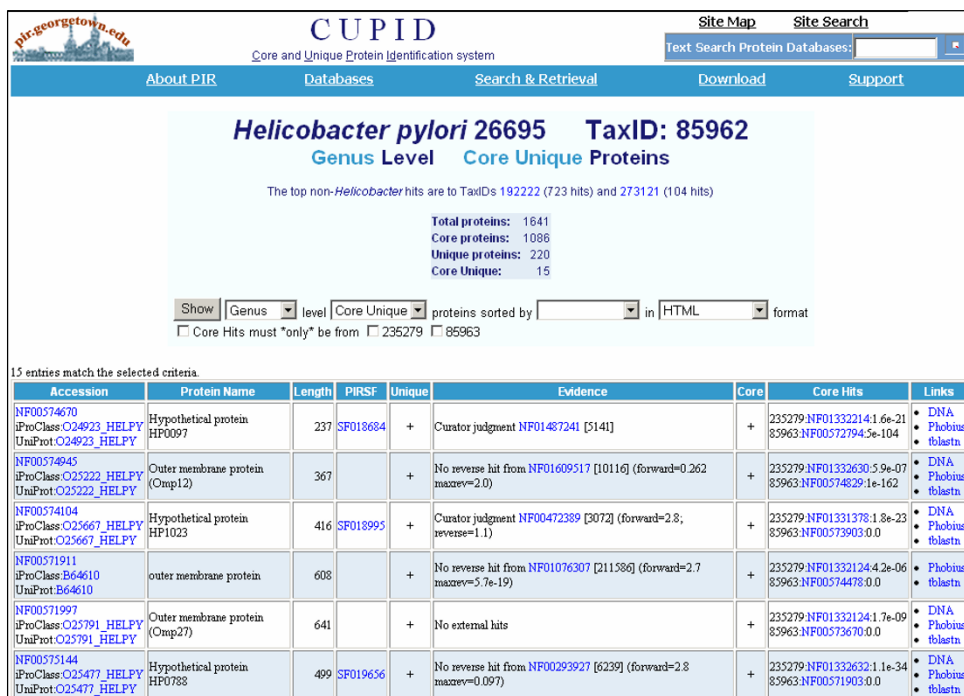 pir.georgetown.edu
CUPID
Core and Unique Protein Identification system
Site Map Site Search
Text Search Protein Databases:
About PIR Databases Search & Retrieval Download Support
Helicobacter pylori 26695 TaxID: 85962
Genus Level Core Unique Proteins
The top non-Helicobacter hits are to TaxIDs 192222 (723 hits) and 273121 (104 hits)
Total proteins: 1641
Core proteins: 1086
Unique proteins: 220
Core Unique: 15
Show Genus level Core Unique proteins sorted by in HTML format
Core Hits must *only* be from 235279 85963
15 entries match the selected criteria.
Accession Protein Name Length PIRSF Unique Evidence Core Core Hits Links
NF00574670
iProClass:O24923_HELPY
UniProt:O24923_HELPY
Hypothetical protein
HP0097
237 SF018684 + Curator judgment NF01487241 [5141] +
235279:NF01332214:1.6e-21
85963:NF00572794:5e-104
DNA
Phobius
tblastn
NF00574945
iProClass:O25222_HELPY
UniProt:O25222_HELPY
Outer membrane protein
(Omp12)
367 +
No reverse hit from NF01609517 [10116] (forward=0.262
maxrev=2.0)
+
235279:NF01332630:5.9e-07
85963:NF00574829:1e-162
DNA
Phobius
tblastn
NF00574104
iProClass:O25667_HELPY
UniProt:O25667_HELPY
Hypothetical protein
HP1023
416 SF018995 +
Curator judgment NF00472389 [3072] (forward=2.8;
reverse=1.1)
+
235279:NF01331378:1.8e-23
85963:NF00573903:0.0
DNA
Phobius
tblastn
NF00571911
iProClass:B64610
UniProt:B64610
outer membrane protein
608 +
No reverse hit from NF01076307 [211586] (forward=2.7
maxrev=5.7e-19)
+
235279:NF01332124:4.2e-06
85963:NF00574478:0.0
Phobius
tblastn
NF00571997
iProClass:O25791_HELPY
UniProt:O25791_HELPY
Outer membrane protein
(Omp27)
641 + No external hits +
235279:NF01332124:1.7e-09
85963:NF00573670:0.0
DNA
Phobius
tblastn
NF00575144
iProClass:O25477_HELPY
UniProt:O25477_HELPY
Hypothetical protein
HP0788
499 SF019656 +
No reverse hit from NF00293927 [6239] (forward=2.8
maxrev=0.097)
+
235279:NF01332632:1.1e-34
85963:NF00571903:0.0
DNA
Phobius
tblastn